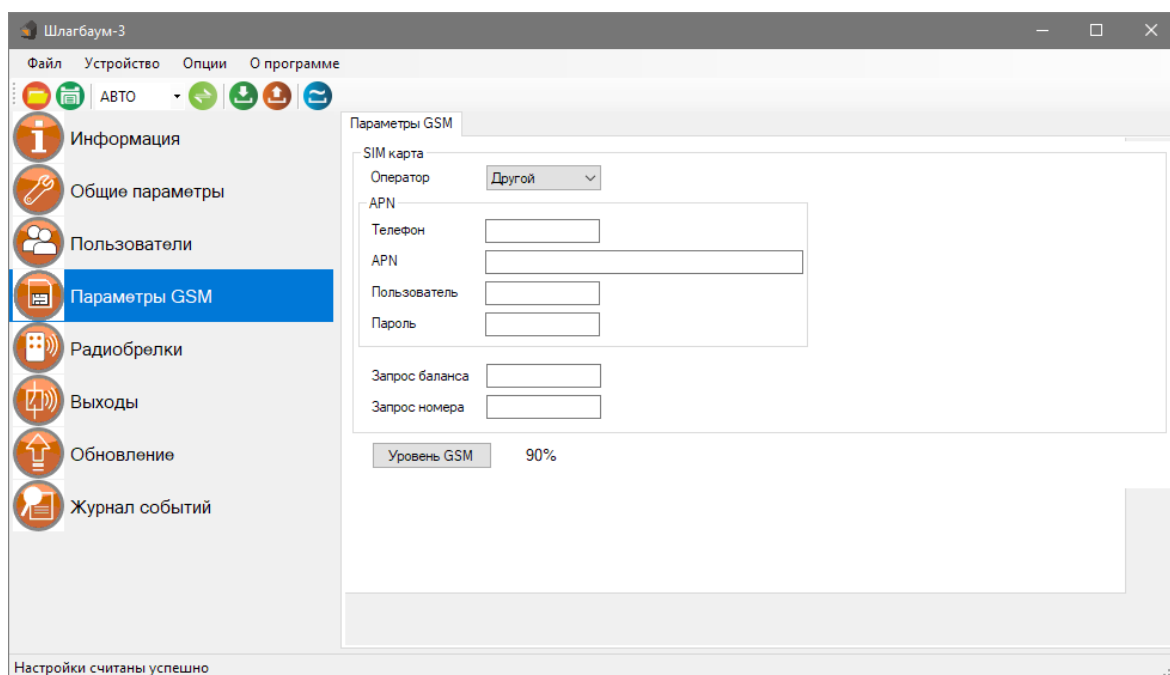 Шлагбаум-3
Файл Устройство Опции О программе
АВТО
Информация
Общие параметры
Пользователи
Параметры GSM
Радиобрелки
Выходы
Обновление
Журнал событий
Параметры GSM
SIM карта
Оператор Другой
APN
Телефон
APN
Пользователь
Пароль
Запрос баланса
Запрос номера
Уровень GSM 90%
Настройки считаны успешно